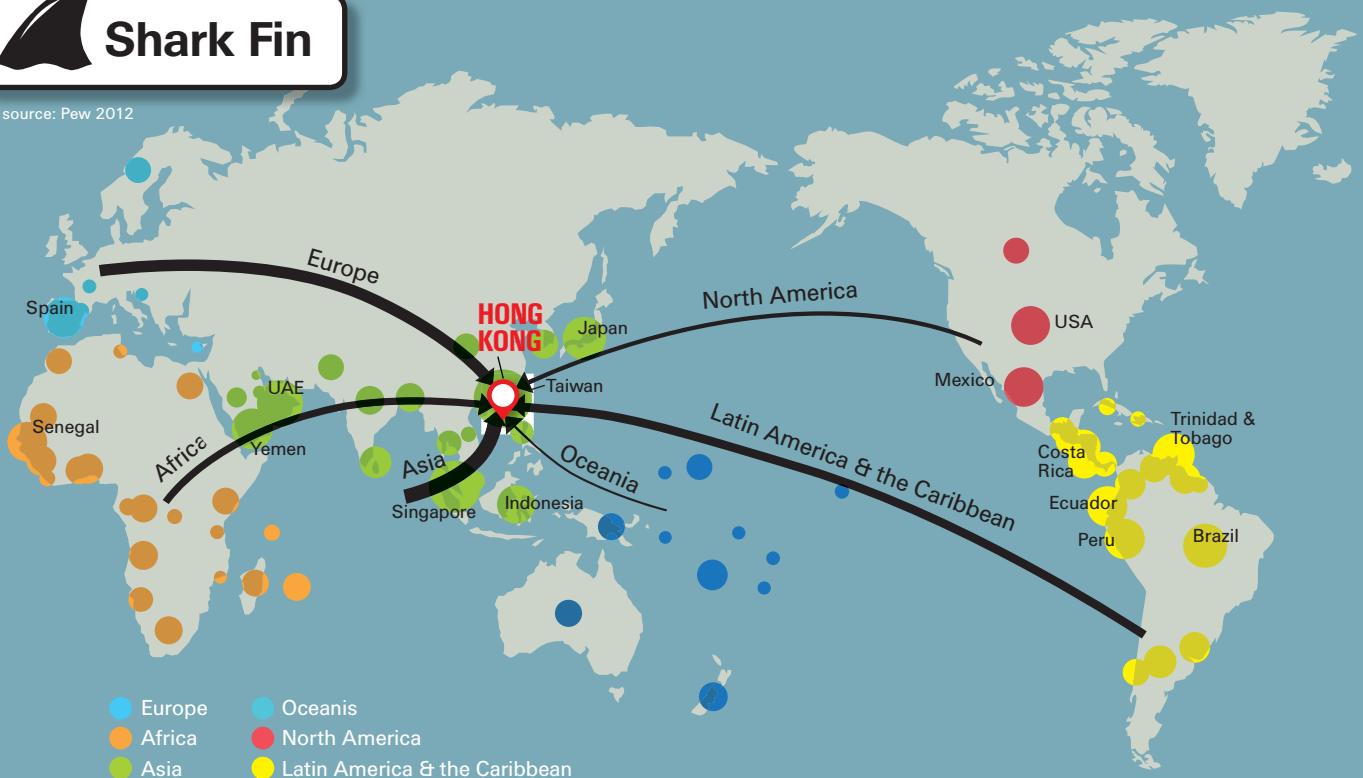 Shark Fin
source: Pew 2012
Europe
North America
HONG
KONG
Spain
Japan
USA
Taiwan
Mexico
UAE
Senegal
Yemen
Africa
Asia
Oceania
Latin America & the Caribbean
Singapore
Indonesia
Trinidad &
Tobago
Costa
Rica
Ecuador
Peru
Brazil
Europe
Oceanis
Africa
North America
Asia
Latin America & the Caribbean